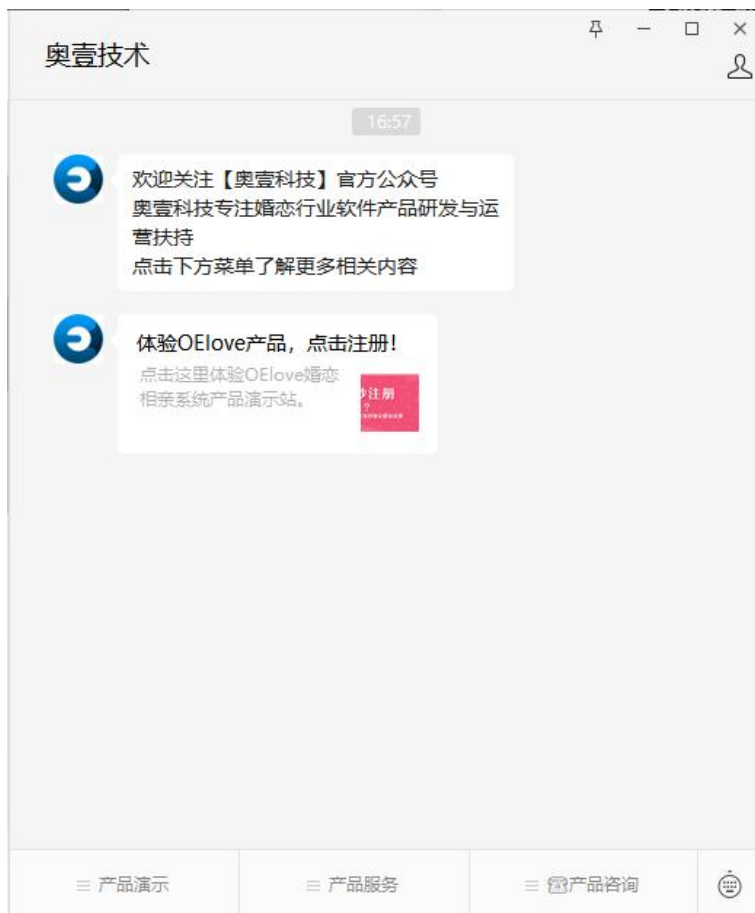 奥壹技术
16:57
欢迎关注【奥壹科技】官方公众号
奥壹科技专注婚恋行业软件产品研发与运
营扶持
点击下方菜单了解更多相关内容
体验OElove产品，点击注册！
点击这里体验OElove婚恋
相亲系统产品演示站。
注册
?
产品演示
产品服务
☎产品咨询